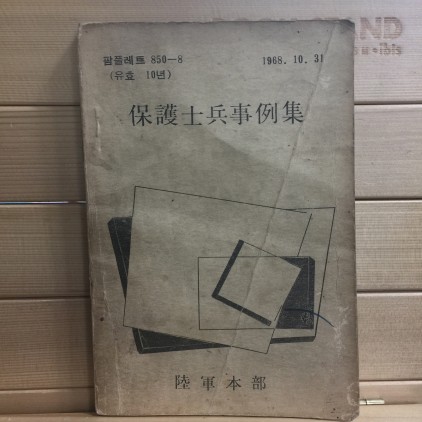 팜플레트 850-8
1968. 10. 31
(유효 10년)
保護士兵事例集
陸軍本部